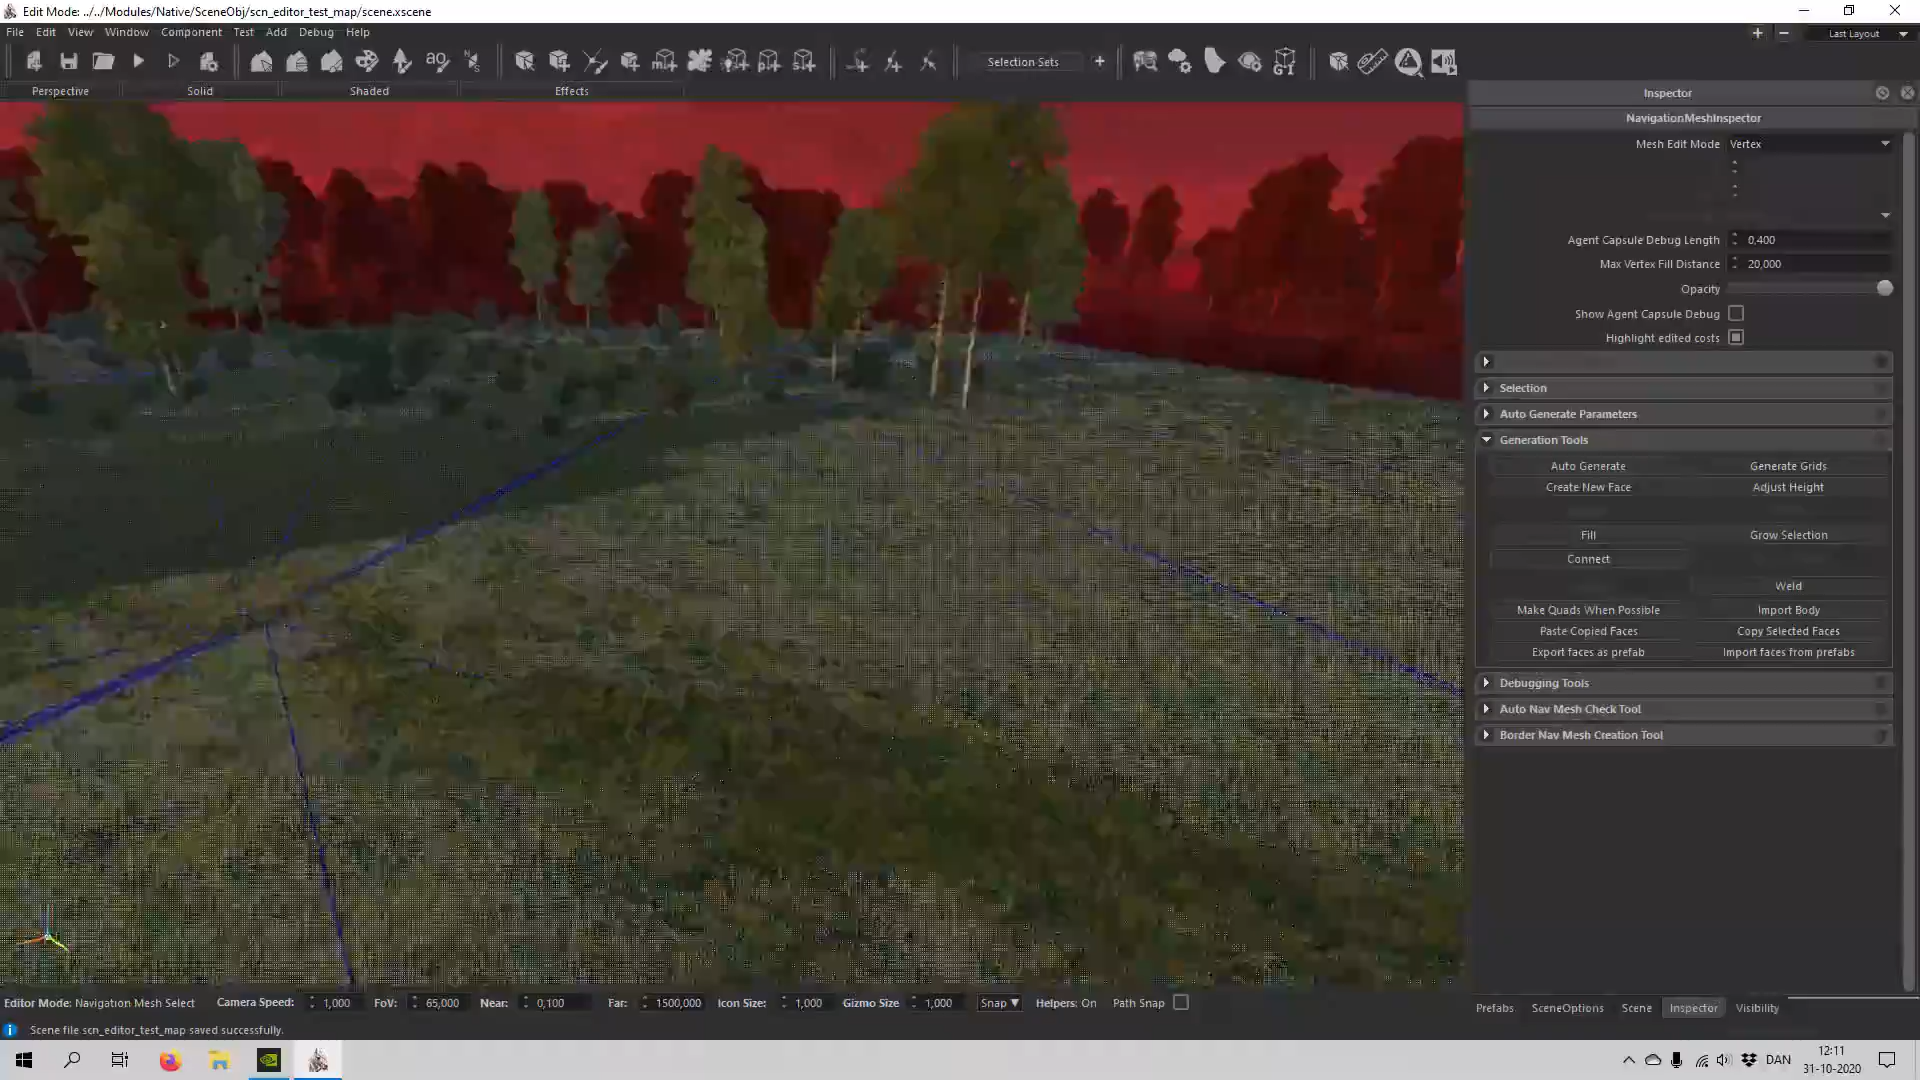 Edit Mode: ../../Modules/Native/SceneObj/scn_editor_test_map/scene.xscene
File Edit View Window Component Test Add Debug Help
Last Layout
Selection Sets
Perspective Solid Shaded Effects
Inspector
NavigationMeshInspector
Mesh Edit Mode Vertex
Agent Capsule Debug Length 0,400
Max Vertex Fill Distance 20,000
Opacity
Show Agent Capsule Debug
Highlight edited costs
Selection
Auto Generate Parameters
Generation Tools
Auto Generate Generate Grids
Create New Face Adjust Height
Fill Grow Selection
Connect
Weld
Make Quads When Possible Import Body
Paste Copied Faces Copy Selected Faces
Export faces as prefab Import faces from prefabs
Debugging Tools
Auto Nav Mesh Check Tool
Border Nav Mesh Creation Tool
Editor Mode: Navigation Mesh Select Camera Speed: 1,000 FoV: 65,000 Near: 0,100 Far: 1500,000 Icon Size: 1,000 Gizmo Size 1,000 Snap Helpers: On Path Snap
Prefabs SceneOptions Scene Inspector Visibility
Scene file scn_editor_test_map saved successfully.
DAN
12:11
31-10-2020